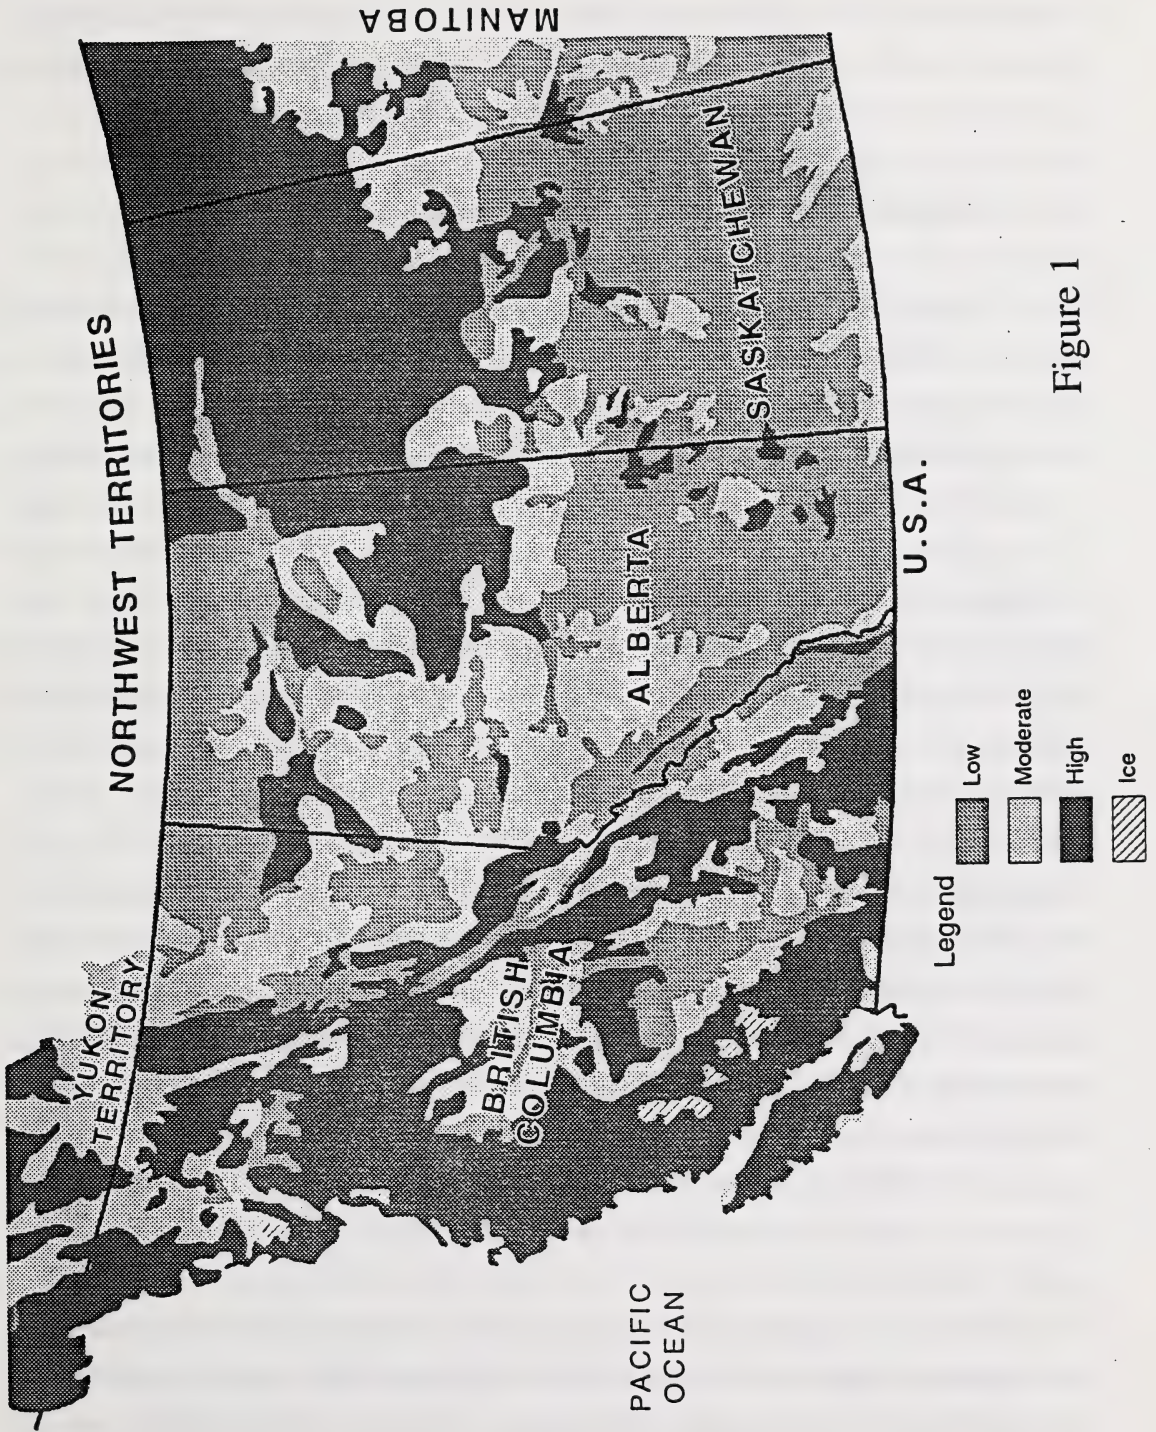 NORTHWEST TERRITORIES
YUKON
TERRITORY
MANITOBA
BRITISH
COLUMBIA
ALBERTA
SASKATCHEWAN
PACIFIC
OCEAN
U.S.A.
Legend
Low
Moderate
High
Ice
Figure 1